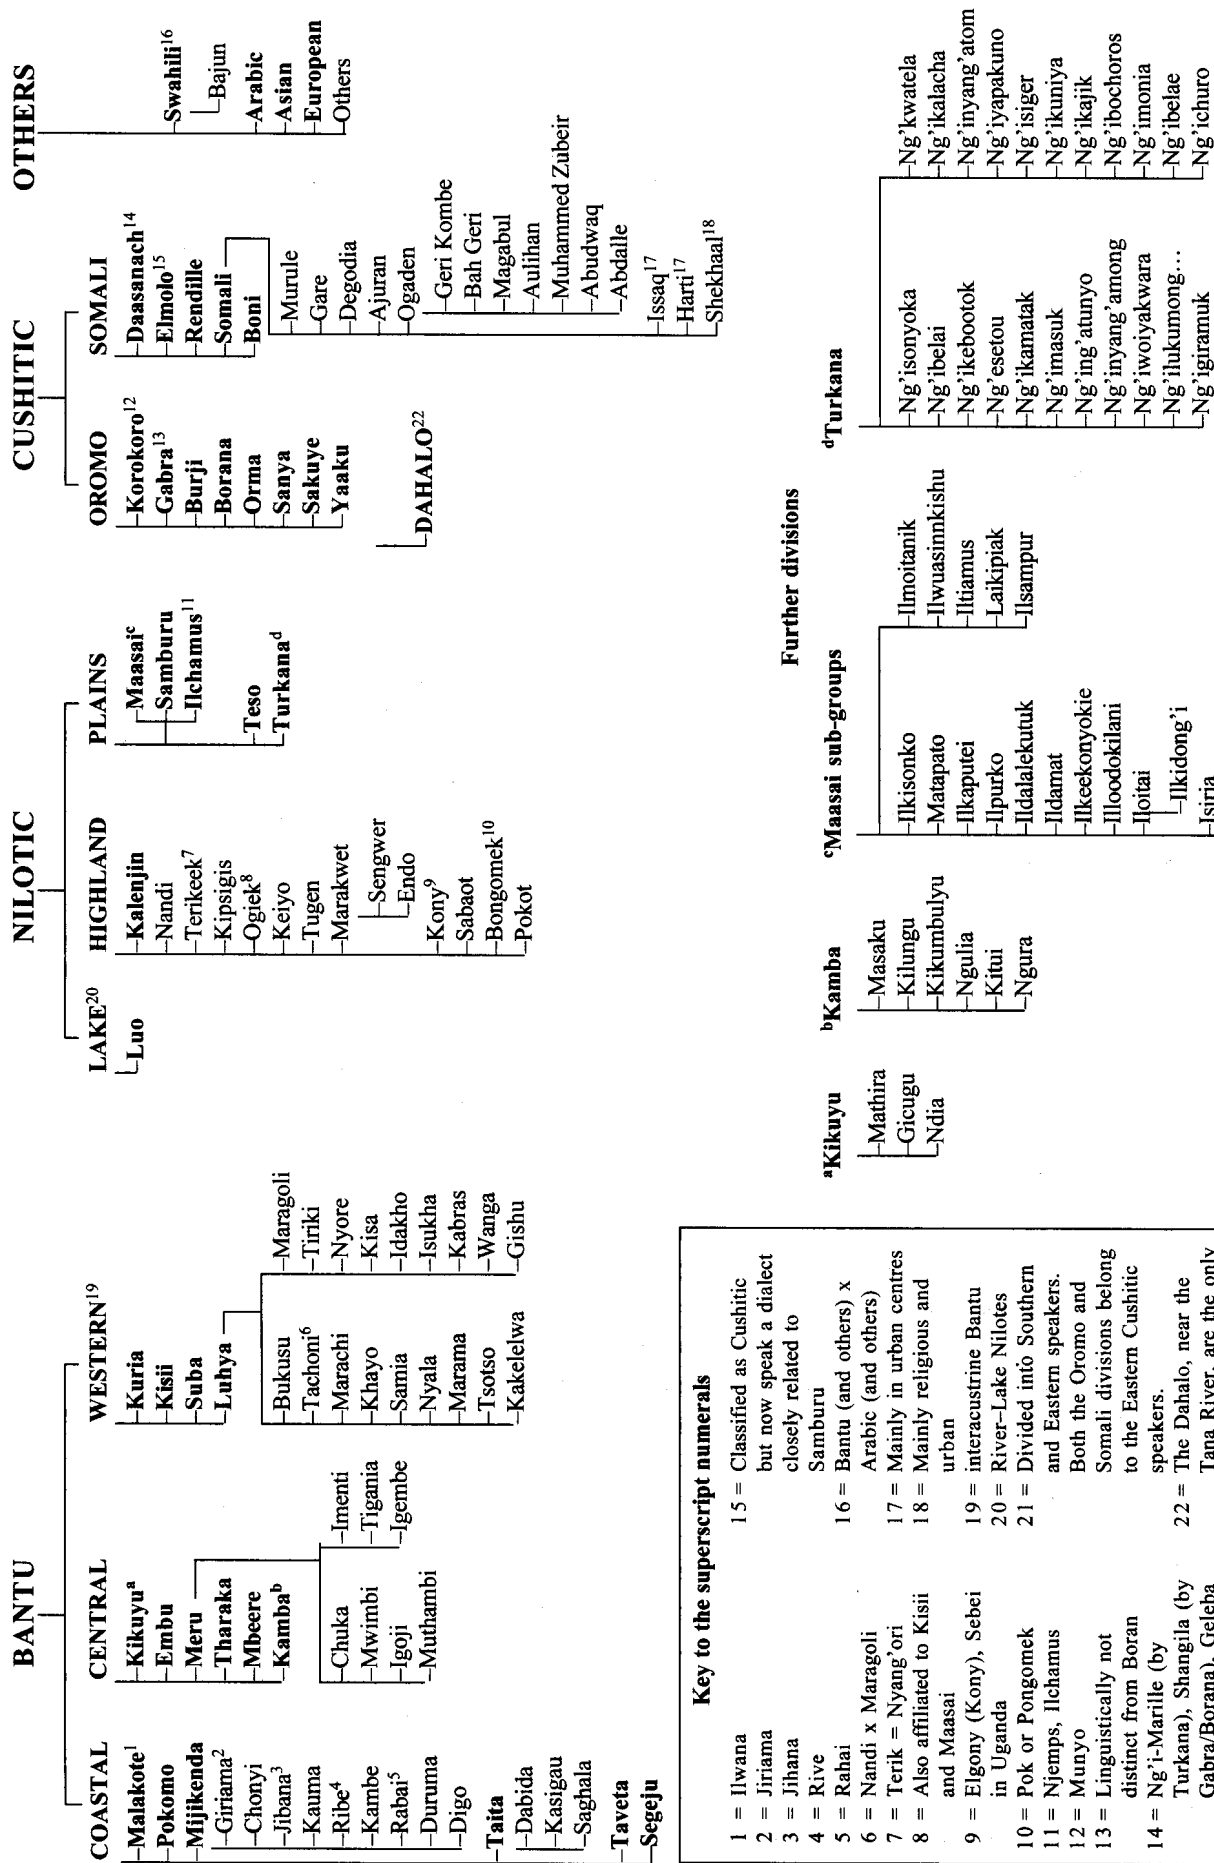 BANTU
COASTAL
Malakote1
Pokomo
Mijikenda
Giriama2
Chonyi
Jibana3
Kauma
Ribe4
Kambe
Rabai5
Duruma
Digo
Taita
Dabida
Kasigau
Saghala
Taveta
Segeju
CENTRAL
Kikuyua
Embu
Meru
Tharaka
Mbeere
Kambab
Chuka
Mwimbi
Igoji
Muthambi
Imenti
Tigania
Igembe
WESTERN19
Kuria
Kisii
Suba
Luhya
Bukusu
Tachoni6
Marachi
Khayo
Samia
Nyala
Marama
Tsotso
Kakelelwa
Maragoli
Tiriki
Nyore
Kisa
Idakho
Isukha
Kabras
Wanga
Gishu
NILOTIC
LAKE20
Luo
HIGHLAND
Kalenjin
Nandi
Terikeek7
Kipsigis
Ogiek8
Keiyo
Tugen
Marakwet
Sengwer
Endo
Kony9
Sabaot
Bongomek10
Pokot
PLAINS
Maasaic
Samburu
Ilchamus11
Teso
Turkanad
CUSHITIC
OROMO
Korokoro12
Gabra13
Burji
Borana
Orma
Sanya
Sakuye
Yaaku
DAHALO22
SOMALI
Daasanach14
Elmolo15
Rendille
Somali
Boni
Murule
Gare
Degodia
Ajuran
Ogaden
Geri Kombe
Bah Geri
Magabul
Aulihan
Muhammed Zubeir
Abudwaq
Abdalle
Issaq17
Harti17
Shekhaal18
OTHERS
Swahili16
Bajun
Arabic
Asian
European
Others
Key to the superscript numerals
1 = Ilwana
2 = Jiriama
3 = Jihana
4 = Rive
5 = Rahai
6 = Nandi x Maragoli
7 = Terik = Nyang'ori
8 = Also affiliated to Kisii
and Maasai
9 = Elgony (Kony), Sebei
in Uganda
10 = Pok or Pongomek
11 = Njemps, Ilchamus
12 = Munyo
13 = Linguistically not
distinct from Boran
14 = Ng'i-Marille (by
Turkana), Shangila (by
Gabra/Borana), Geleba
15 = Classified as Cushitic
but now speak a dialect
closely related to
Samburu
16 = Bantu (and others) x
Arabic (and others)
17 = Mainly in urban centres
18 = Mainly religious and
urban
19 = interacustrine Bantu
20 = River–Lake Nilotes
21 = Divided into Southern
and Eastern speakers.
Both the Oromo and
Somali divisions belong
to the Eastern Cushitic
speakers.
22 = The Dahalo, near the
Tana River, are the only
Further divisions
aKikuyu
Mathira
Gicugu
Ndia
bKamba
Masaku
Kilungu
Kikumbulyu
Ngulia
Kitui
Ngura
cMaasai sub-groups
Ilkisonko
Matapato
Ilkaputei
Ilpurko
Ildalalekutuk
Ildamat
Ilkeekonyokie
Illoodokilani
Iloitai
Ilkidong'i
Isiria
Ilmoitanik
Ilwuasinnkishu
Iltiamus
Laikipiak
Ilsampur
dTurkana
Ng'isonyoka
Ng'ibelai
Ng'ikebootok
Ng'esetou
Ng'ikamatak
Ng'imasuk
Ng'ing'atunyo
Ng'inyang'among
Ng'iwoiyakwara
Ng'ilukumong...
Ng'igiramuk
Ng'kwatela
Ng'ikalacha
Ng'inyang'atom
Ng'iyapakuno
Ng'isiger
Ng'ikuniya
Ng'ikajik
Ng'ibochoros
Ng'imonia
Ng'ibelae
Ng'ichuro